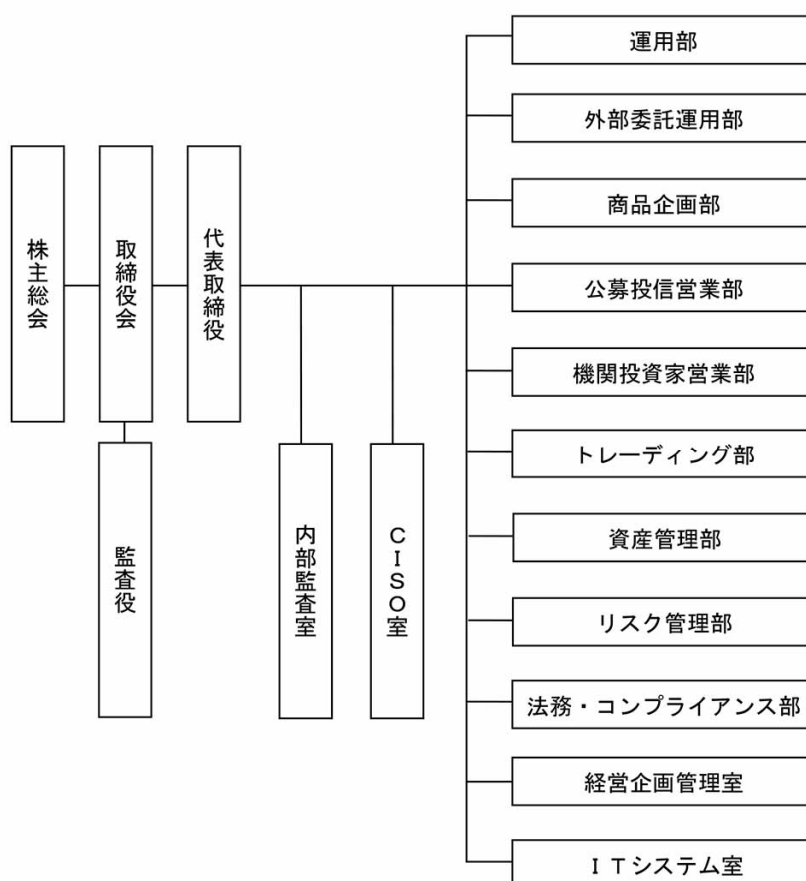 株主総会
取締役会
代表取締役
監査役
内部監査室
CISO室
運用部
外部委託運用部
商品企画部
公募投信営業部
機関投資家営業部
トレーディング部
資産管理部
リスク管理部
法務・コンプライアンス部
経営企画管理室
ITシステム室